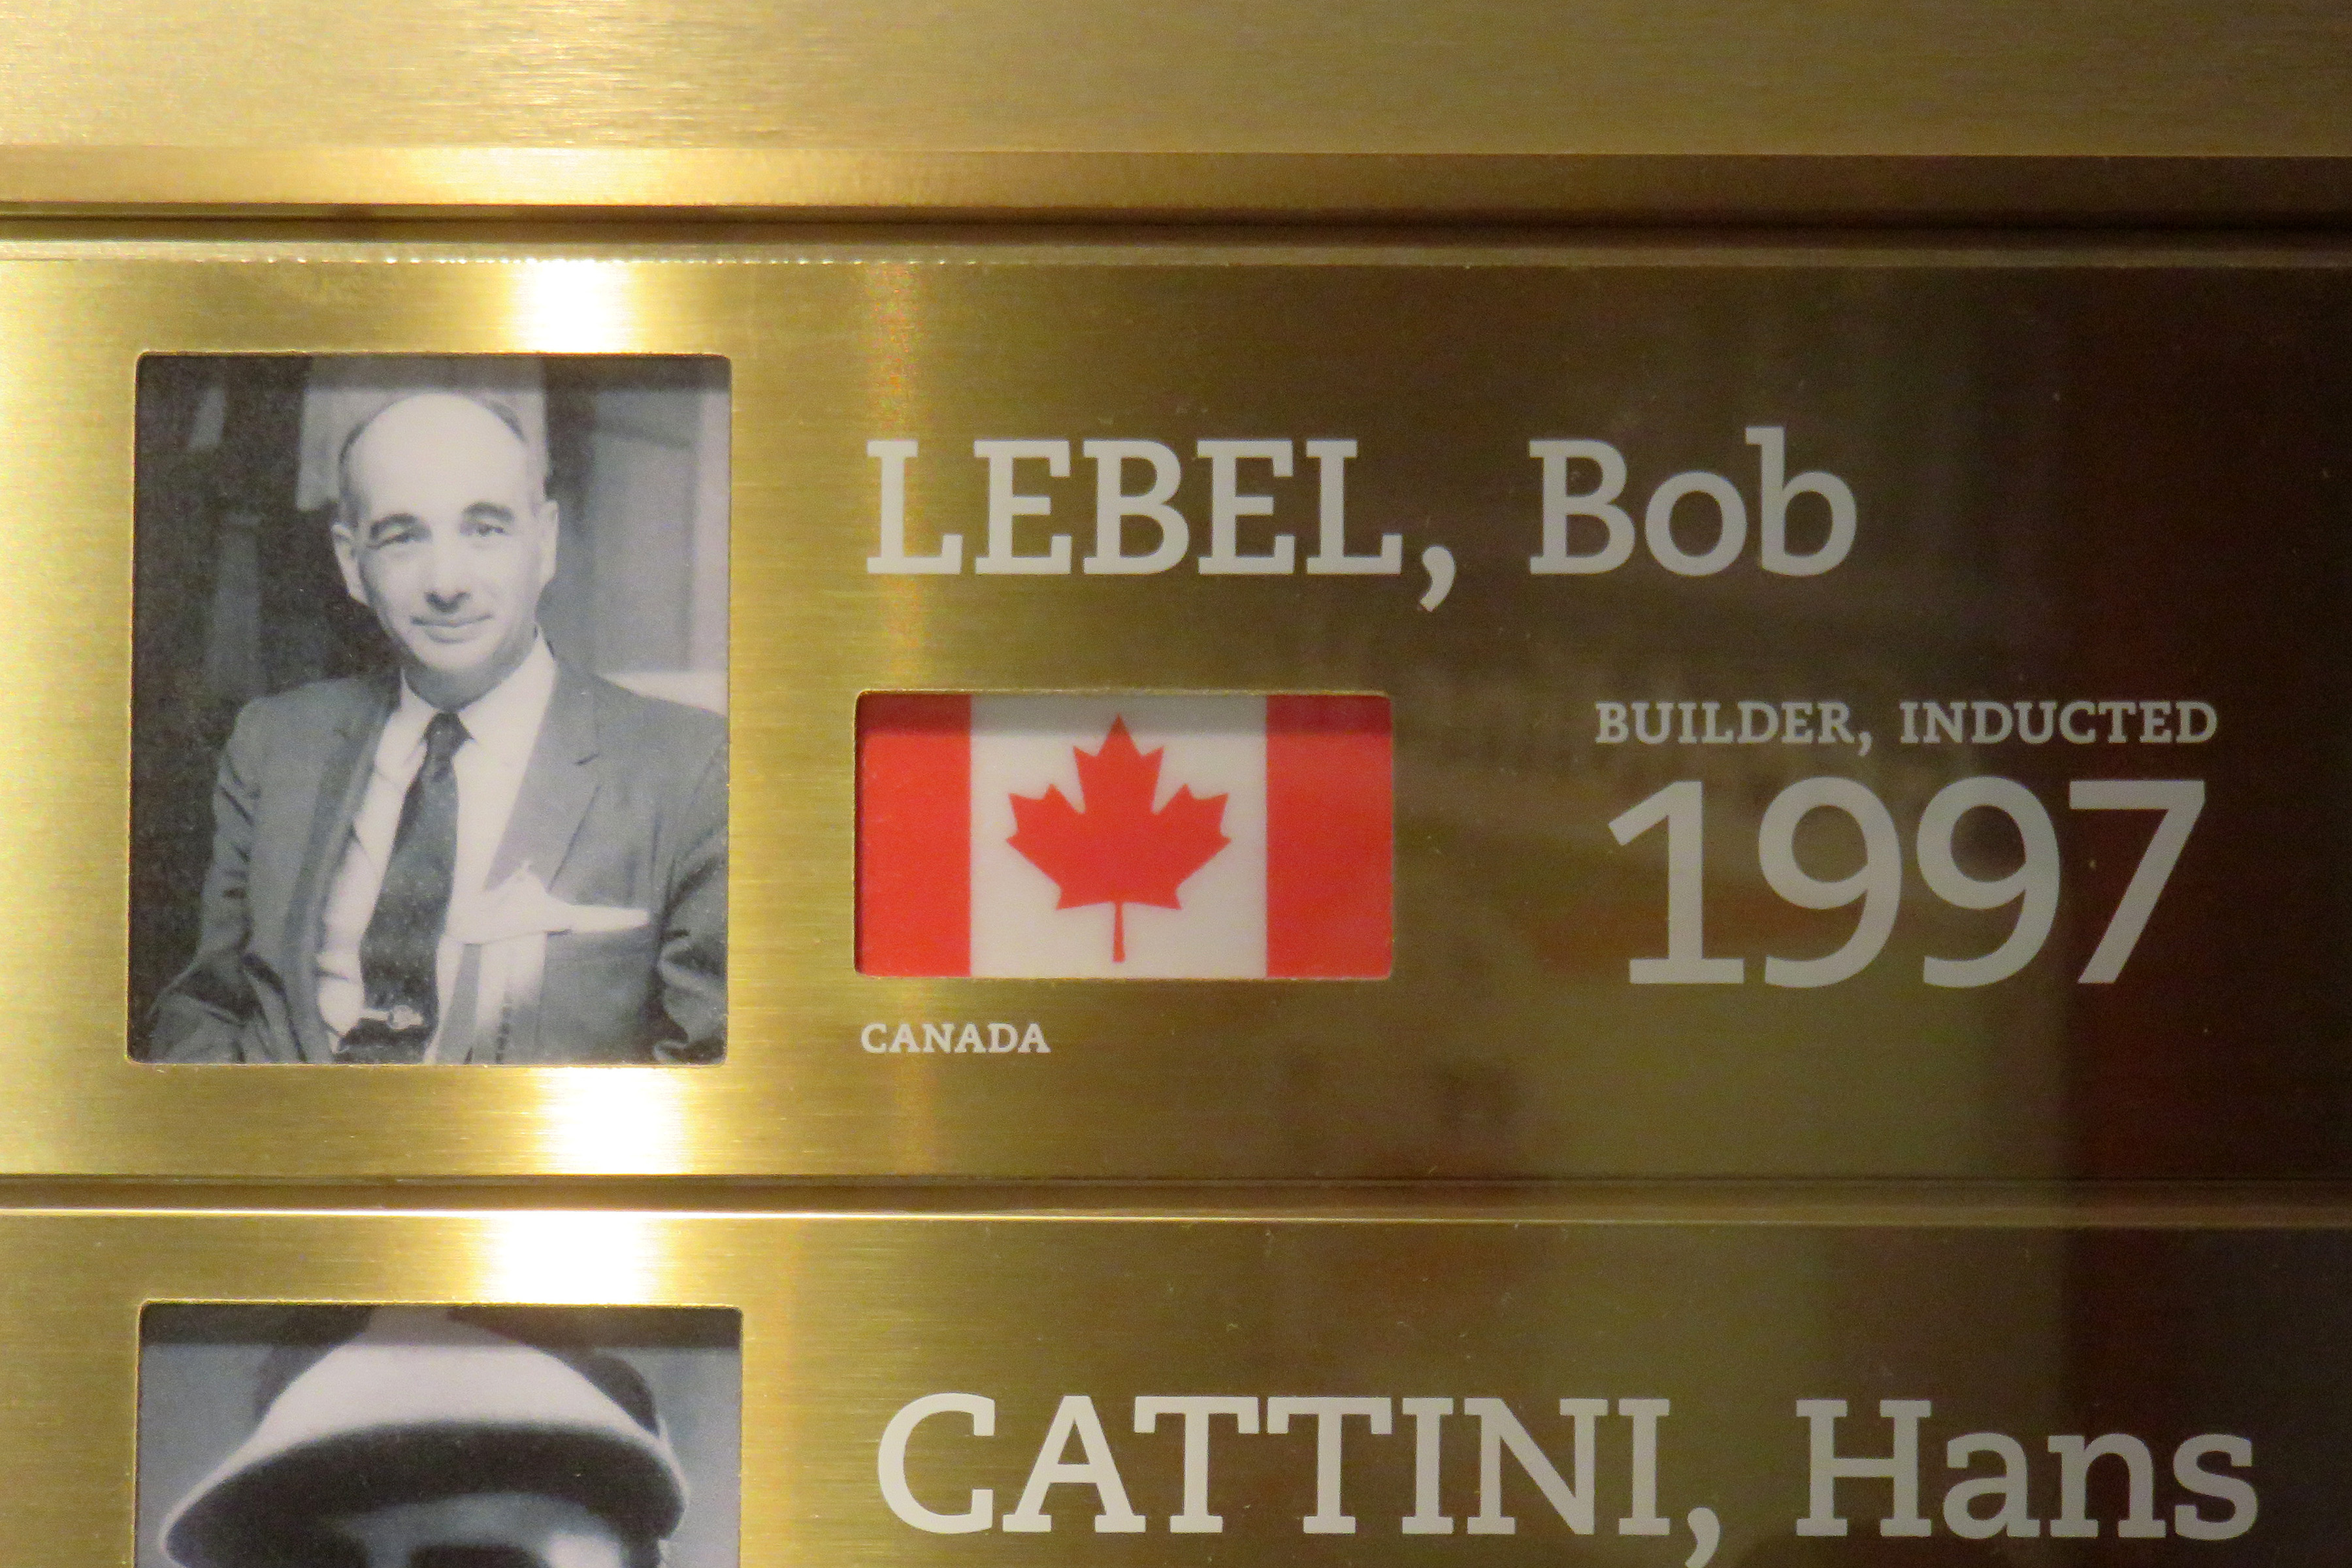 LEBEL, Bob
BUILDER, INDUCTED
1997
CANADA
CATTINI, Hans